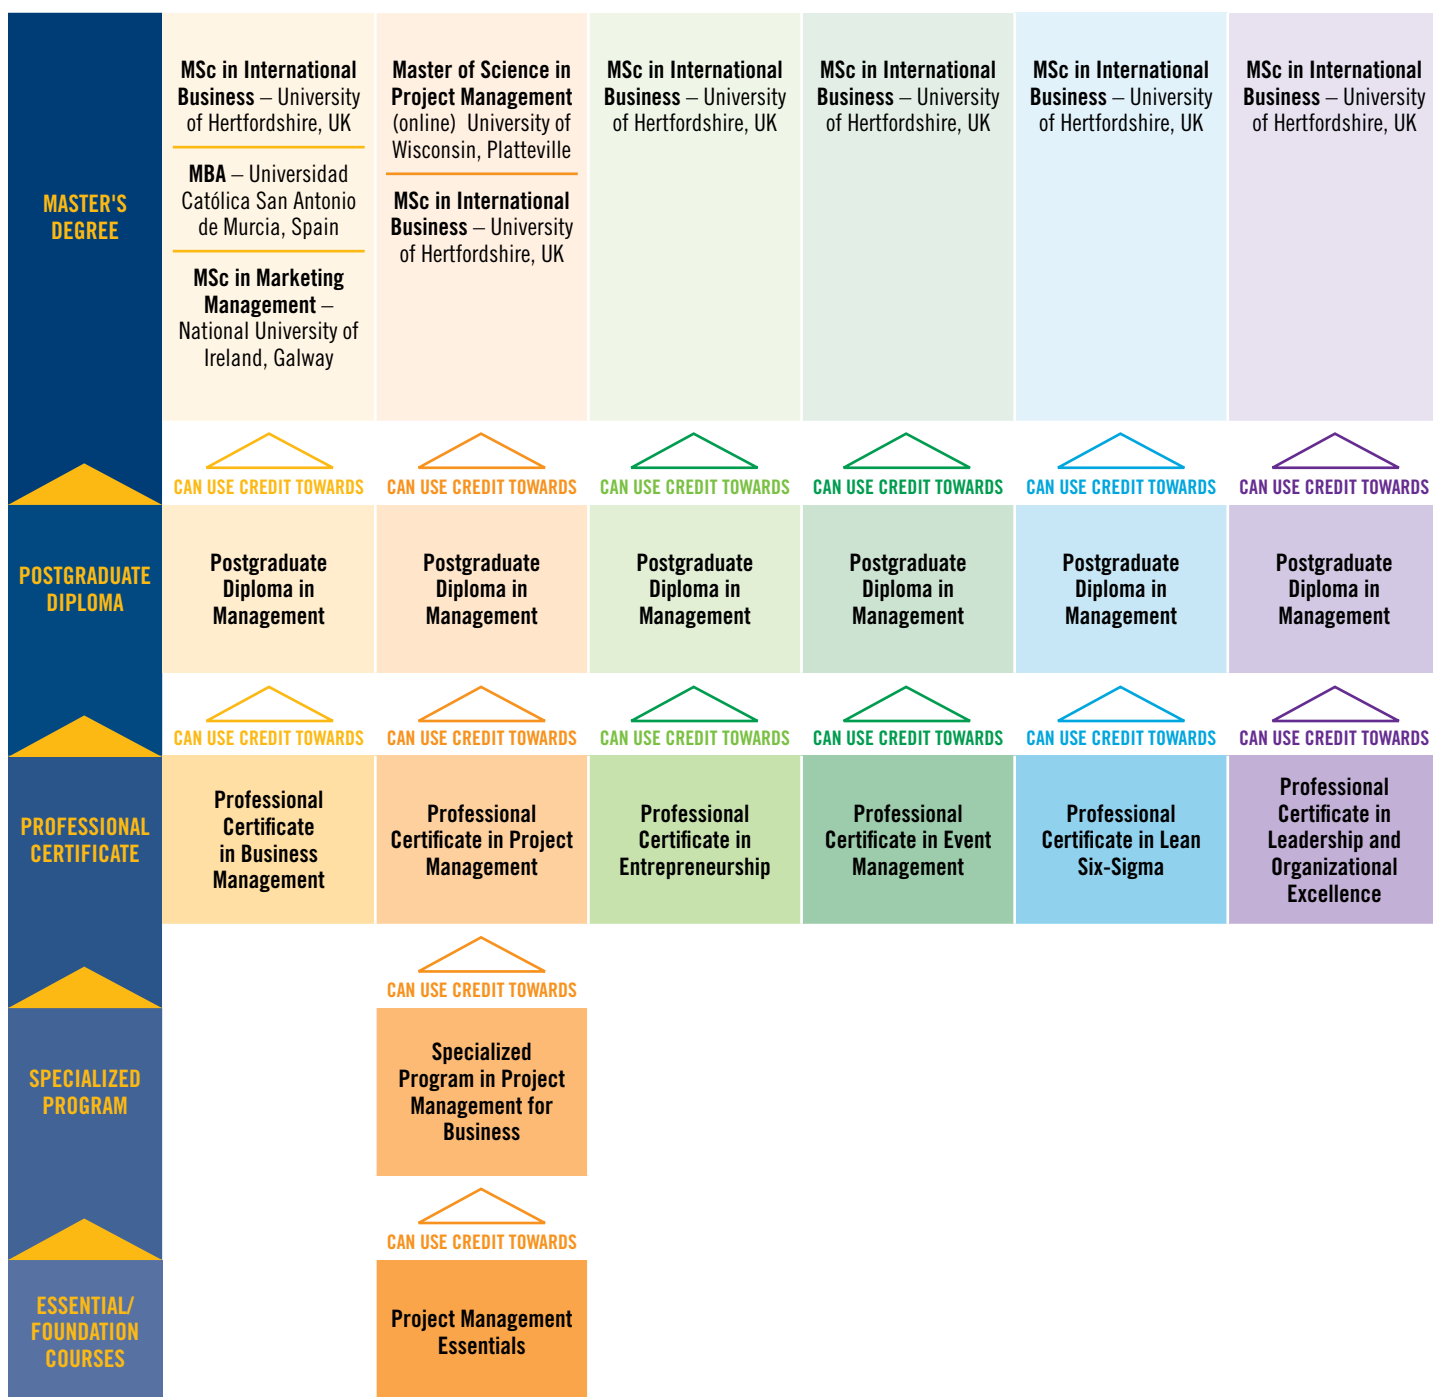 MASTER'S
DEGREE
MSc in International
Business – University
of Hertfordshire, UK
MBA – Universidad
Católica San Antonio
de Murcia, Spain
MSc in Marketing
Management –
National University of
Ireland, Galway
Master of Science in
Project Management
(online) University of
Wisconsin, Platteville
MSc in International
Business – University
of Hertfordshire, UK
MSc in International
Business – University
of Hertfordshire, UK
MSc in International
Business – University
of Hertfordshire, UK
MSc in International
Business – University
of Hertfordshire, UK
MSc in International
Business – University
of Hertfordshire, UK
CAN USE CREDIT TOWARDS
CAN USE CREDIT TOWARDS
CAN USE CREDIT TOWARDS
CAN USE CREDIT TOWARDS
CAN USE CREDIT TOWARDS
CAN USE CREDIT TOWARDS
POSTGRADUATE
DIPLOMA
Postgraduate
Diploma in
Management
Postgraduate
Diploma in
Management
Postgraduate
Diploma in
Management
Postgraduate
Diploma in
Management
Postgraduate
Diploma in
Management
Postgraduate
Diploma in
Management
CAN USE CREDIT TOWARDS
CAN USE CREDIT TOWARDS
CAN USE CREDIT TOWARDS
CAN USE CREDIT TOWARDS
CAN USE CREDIT TOWARDS
CAN USE CREDIT TOWARDS
PROFESSIONAL
CERTIFICATE
Professional
Certificate
in Business
Management
Professional
Certificate in Project
Management
Professional
Certificate in
Entrepreneurship
Professional
Certificate in Event
Management
Professional
Certificate in Lean
Six-Sigma
Professional
Certificate in
Leadership and
Organizational
Excellence
CAN USE CREDIT TOWARDS
SPECIALIZED
PROGRAM
Specialized
Program in Project
Management for
Business
CAN USE CREDIT TOWARDS
ESSENTIAL/
FOUNDATION
COURSES
Project Management
Essentials